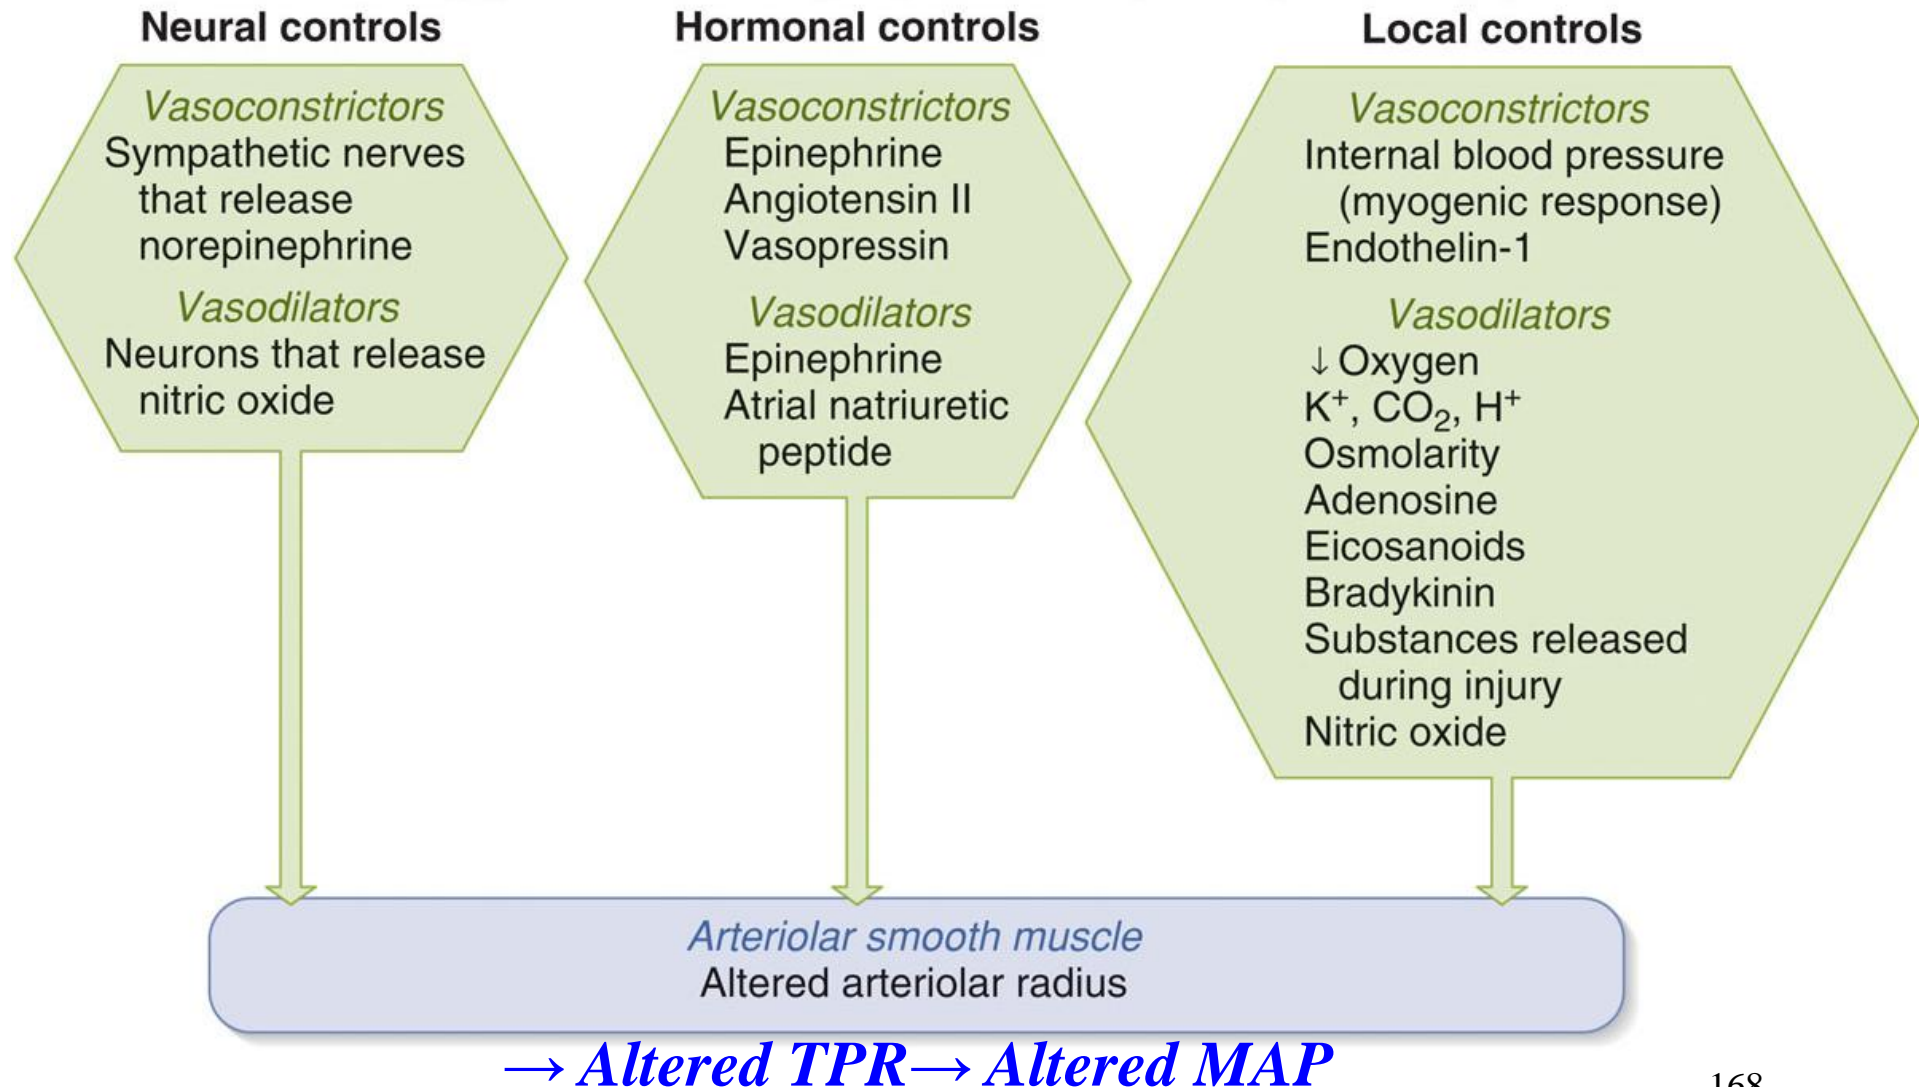 Neural controls
Vasoconstrictors
Sympathetic nerves
that release
norepinephrine
Vasodilators
Neurons that release
nitric oxide
Hormonal controls
Vasoconstrictors
Epinephrine
Angiotensin II
Vasopressin
Vasodilators
Epinephrine
Atrial natriuretic
peptide
Local controls
Vasoconstrictors
Internal blood pressure
(myogenic response)
Endothelin-1
Vasodilators
↓ Oxygen
K⁺, CO₂, H⁺
Osmolarity
Adenosine
Eicosanoids
Bradykinin
Substances released
during injury
Nitric oxide
Arteriolar smooth muscle
Altered arteriolar radius
→ Altered TPR→ Altered MAP
168